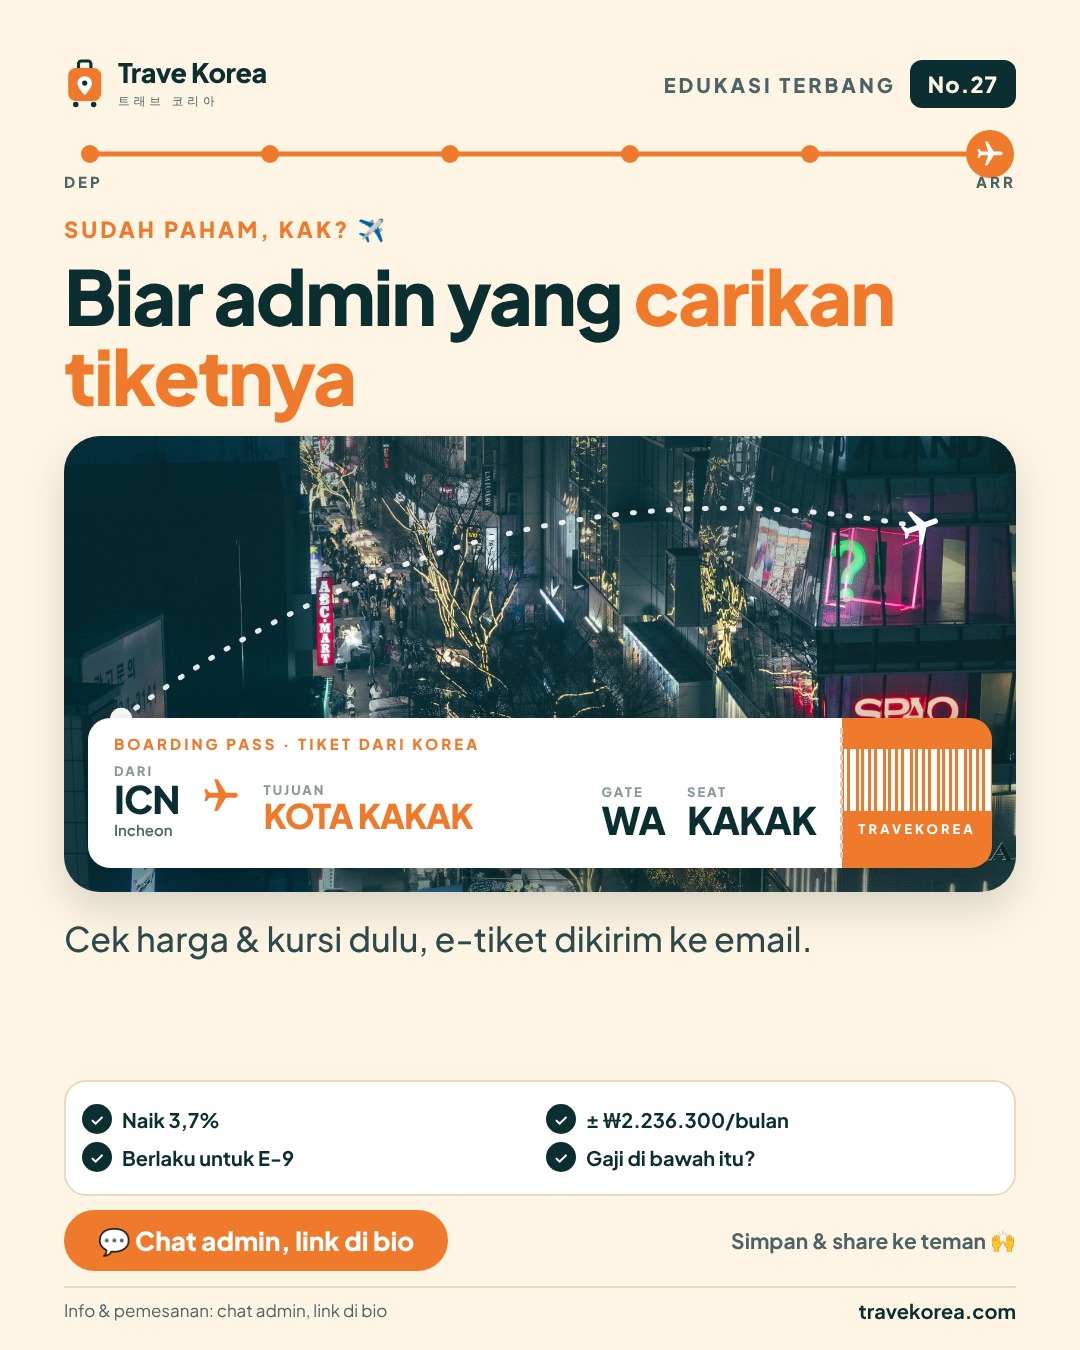 Trave Korea
트래브 코리아
EDUKASI TERBANG
No.27
DEP
ARR
SUDAH PAHAM, KAK? ✈️
Biar admin yang carikan
tiketnya
ABC-MART
?
SPAO
BOARDING PASS · TIKET DARI KOREA
DARI
ICN
Incheon
TUJUAN
KOTA KAKAK
GATE
WA
SEAT
KAKAK
TRAVEKOREA
Cek harga & kursi dulu, e-tiket dikirim ke email.
Naik 3,7%
± ₩2.236.300/bulan
Berlaku untuk E-9
Gaji di bawah itu?
💬 Chat admin, link di bio
Simpan & share ke teman 🙌
Info & pemesanan: chat admin, link di bio
travekorea.com